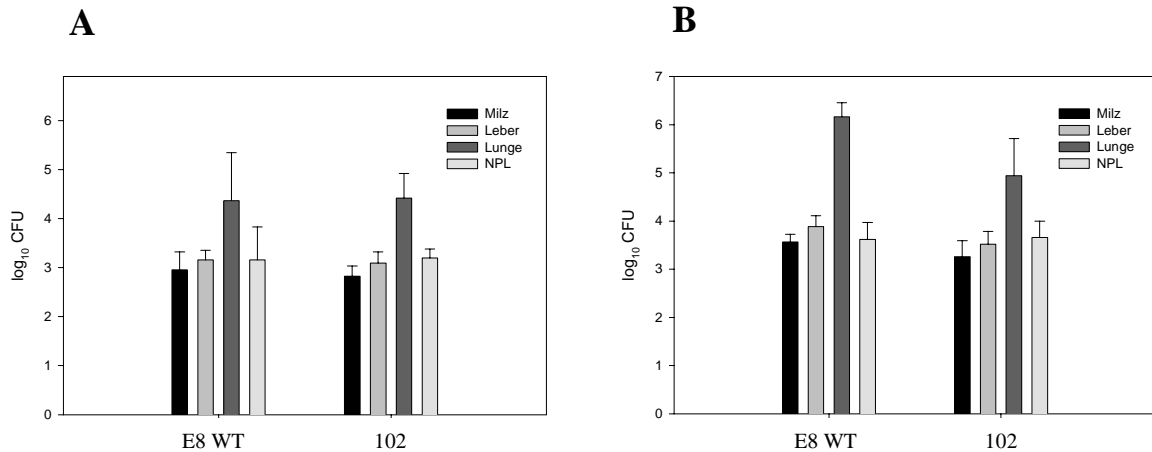 A
log₁₀ CFU
6
5
4
3
2
1
0
Milz
Leber
Lunge
NPL
E8 WT
102
B
log₁₀ CFU
7
6
5
4
3
2
1
0
Milz
Leber
Lunge
NPL
E8 WT
102